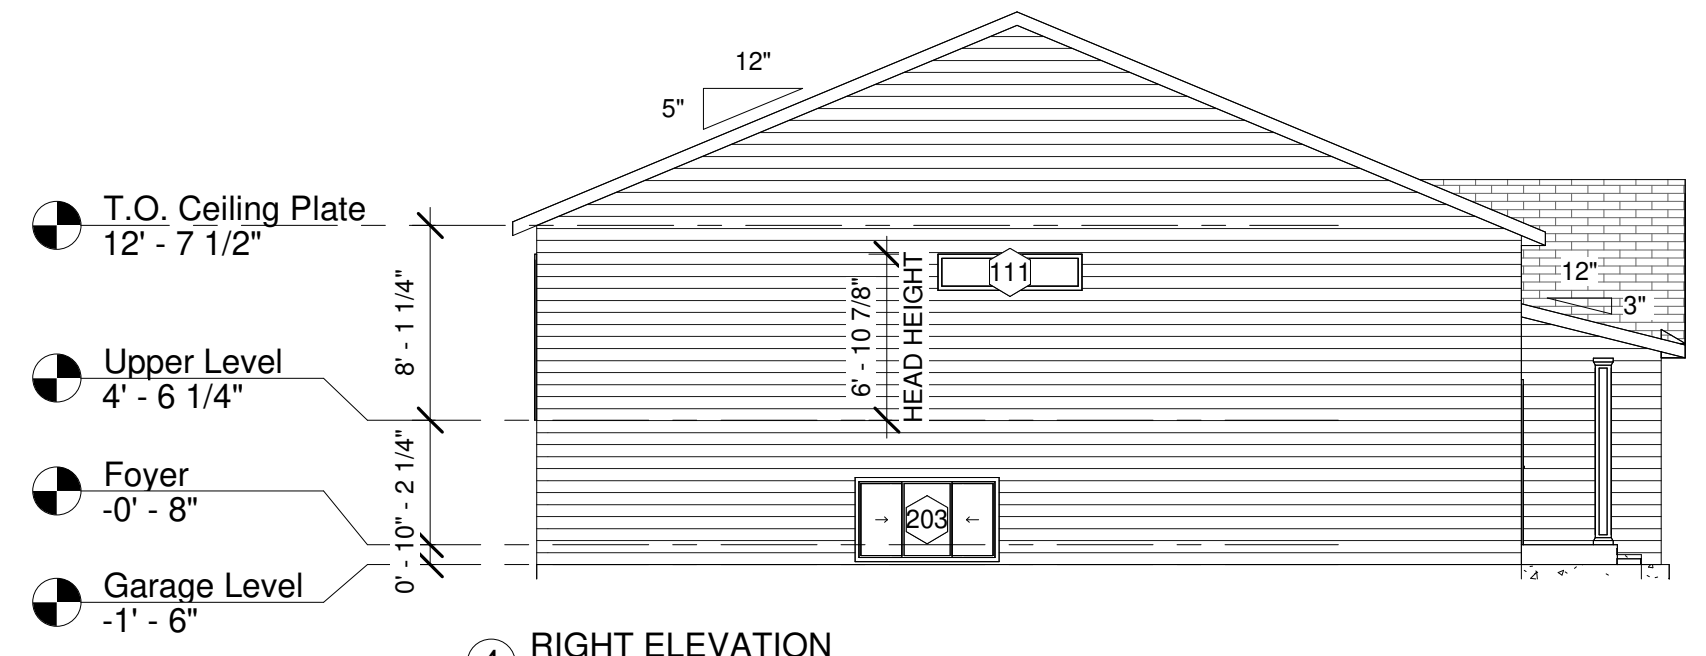 12"
5"
T.O. Ceiling Plate
12' - 7 1/2"
8' - 1 1/4"
6' - 10 7/8"
HEAD HEIGHT
111
12"
3"
Upper Level
4' - 6 1/4"
Foyer
-0' - 8"
2 1/4"
0' - 10"
203
Garage Level
-1' - 6"
RIGHT ELEVATION